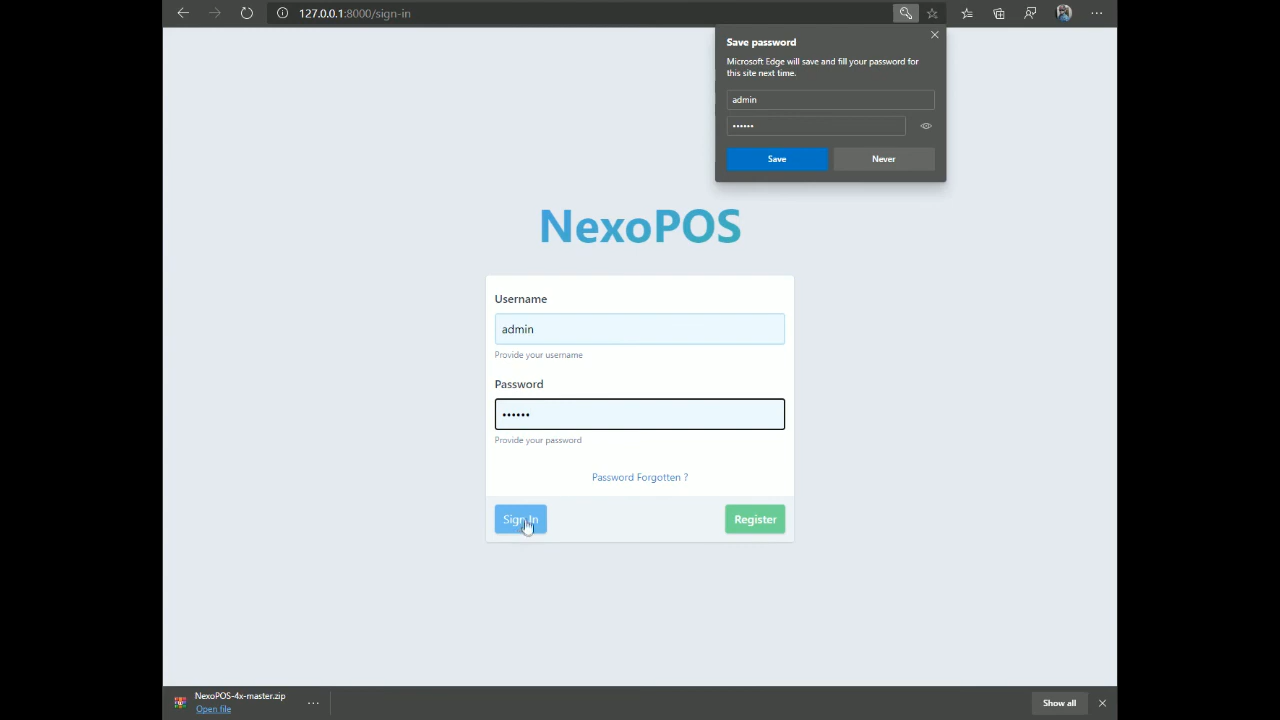 127.0.0.1:8000/sign-in
Save password
Microsoft Edge will save and fill your password for
this site next time.
admin
••••••
Save
Never
NexoPOS
Username
admin
Provide your username
Password
••••••
Provide your password
Password Forgotten ?
Sign In
Register
NexoPOS-4x-master.zip
Open file
Show all